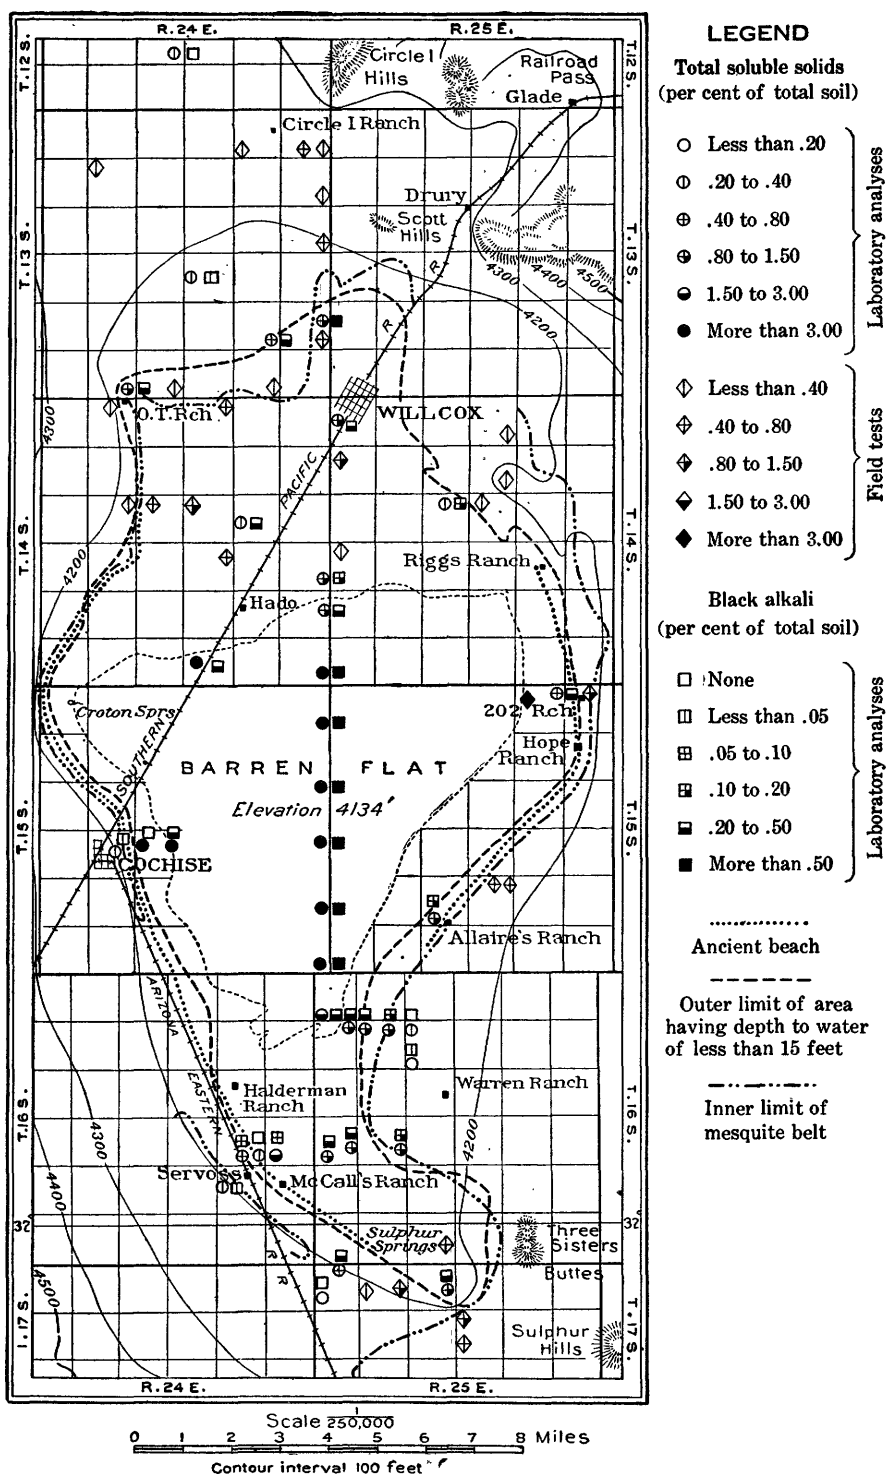 R.24 E.
R.25 E.
T.12 S.
T.12 S.
Circle I
Hills
Railroad
Pass
Glade
Circle I Ranch
Drury
Scott
Hills
T.13 S.
T.13 S.
R
R
4300
4400
4500
4200
4300
O.T.Rch
WILLCOX
PACIFIC
T.14 S.
T.14 S.
4200
Riggs Ranch
Hado
Croton Sprs
202 Rch
Hope
Ranch
SOUTHERN
BARREN FLAT
Elevation 4134'
T.15 S.
T.15 S.
COCHISE
Allaire's Ranch
ARIZONA
EASTERN
Halderman
Ranch
Warren Ranch
T.16 S.
T.16 S.
4200
4300
4400
4500
Servoss
McCall's Ranch
32°
32°
Sulphur
Springs
Three
Sisters
Buttes
R
R
T.17 S.
T.17 S.
Sulphur
Hills
R.24 E.
R.25 E.
Scale 1/250,000
0 1 2 3 4 5 6 7 8 Miles
Contour interval 100 feet
LEGEND
Total soluble solids
(per cent of total soil)
Less than .20
.20 to .40
.40 to .80
.80 to 1.50
1.50 to 3.00
More than 3.00
Laboratory analyses
Less than .40
.40 to .80
.80 to 1.50
1.50 to 3.00
More than 3.00
Field tests
Black alkali
(per cent of total soil)
None
Less than .05
.05 to .10
.10 to .20
.20 to .50
More than .50
Laboratory analyses
Ancient beach
Outer limit of area
having depth to water
of less than 15 feet
Inner limit of
mesquite belt